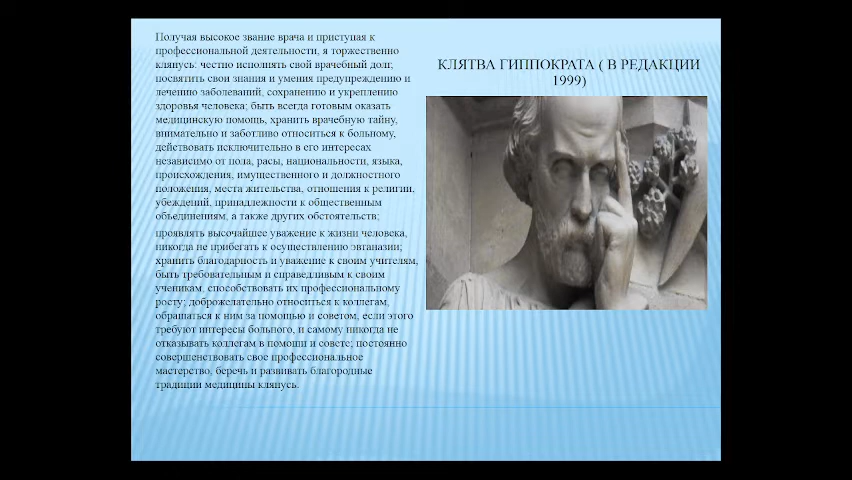 Получая высокое звание врача и приступая к
профессиональной деятельности, я торжественно
клянусь: честно исполнять свой врачебный долг,
посвятить свои знания и умения предупреждению и
лечению заболеваний, сохранению и укреплению
здоровья человека; быть всегда готовым оказать
медицинскую помощь, хранить врачебную тайну,
внимательно и заботливо относиться к больному,
действовать исключительно в его интересах
независимо от пола, расы, национальности, языка,
происхождения, имущественного и должностного
положения, места жительства, отношения к религии,
убеждений, принадлежности к общественным
объединениям, а также других обстоятельств;
проявлять высочайшее уважение к жизни человека,
никогда не прибегать к осуществлению эвтаназии;
хранить благодарность и уважение к своим учителям,
быть требовательным и справедливым к своим
ученикам, способствовать их профессиональному
росту; доброжелательно относиться к коллегам,
обращаться к ним за помощью и советом, если этого
требуют интересы больного, и самому никогда не
отказывать коллегам в помощи и совете; постоянно
совершенствовать свое профессиональное
мастерство, беречь и развивать благородные
традиции медицины клянусь.
КЛЯТВА ГИППОКРАТА ( В РЕДАКЦИИ
1999)